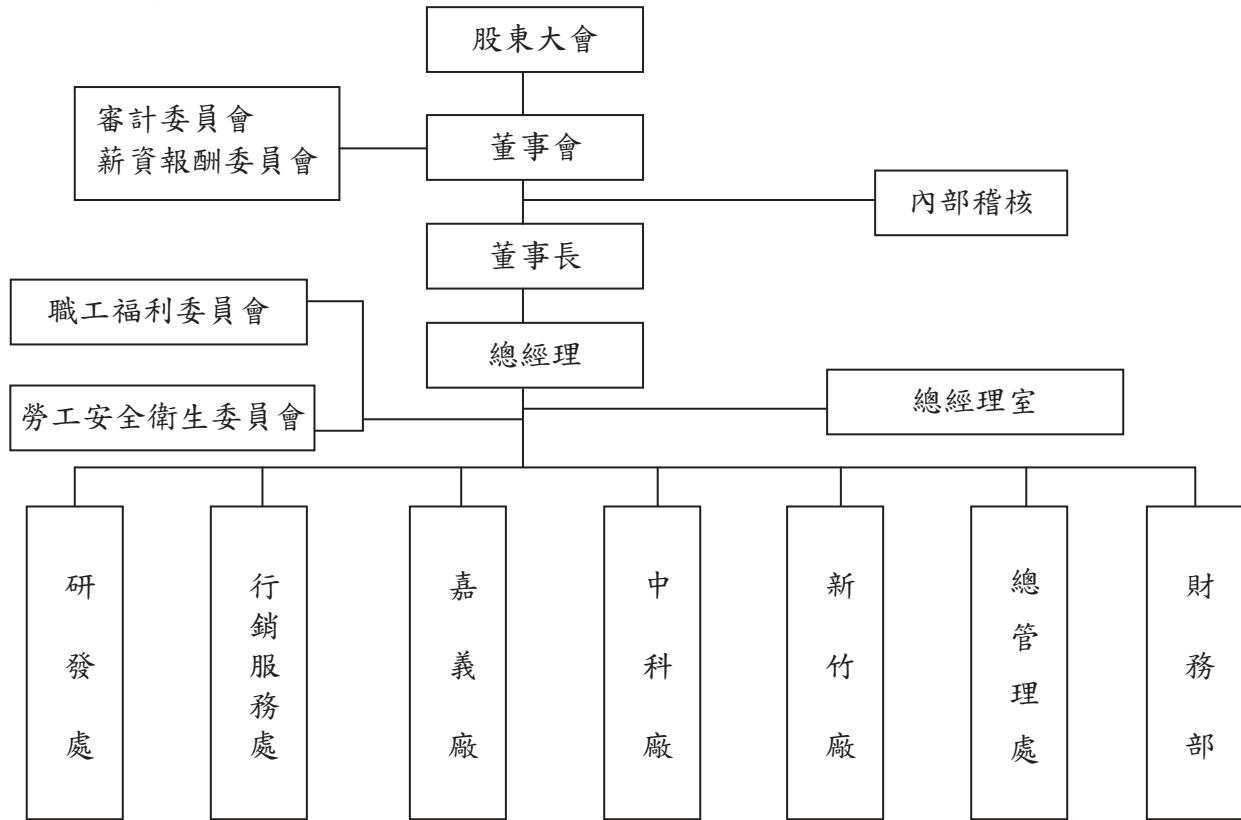 股東大會
審計委員會
薪資報酬委員會
董事會
內部稽核
董事長
職工福利委員會
總經理
勞工安全衛生委員會
總經理室
研發處
行銷服務處
嘉義廠
中科廠
新竹廠
總管理處
財務部